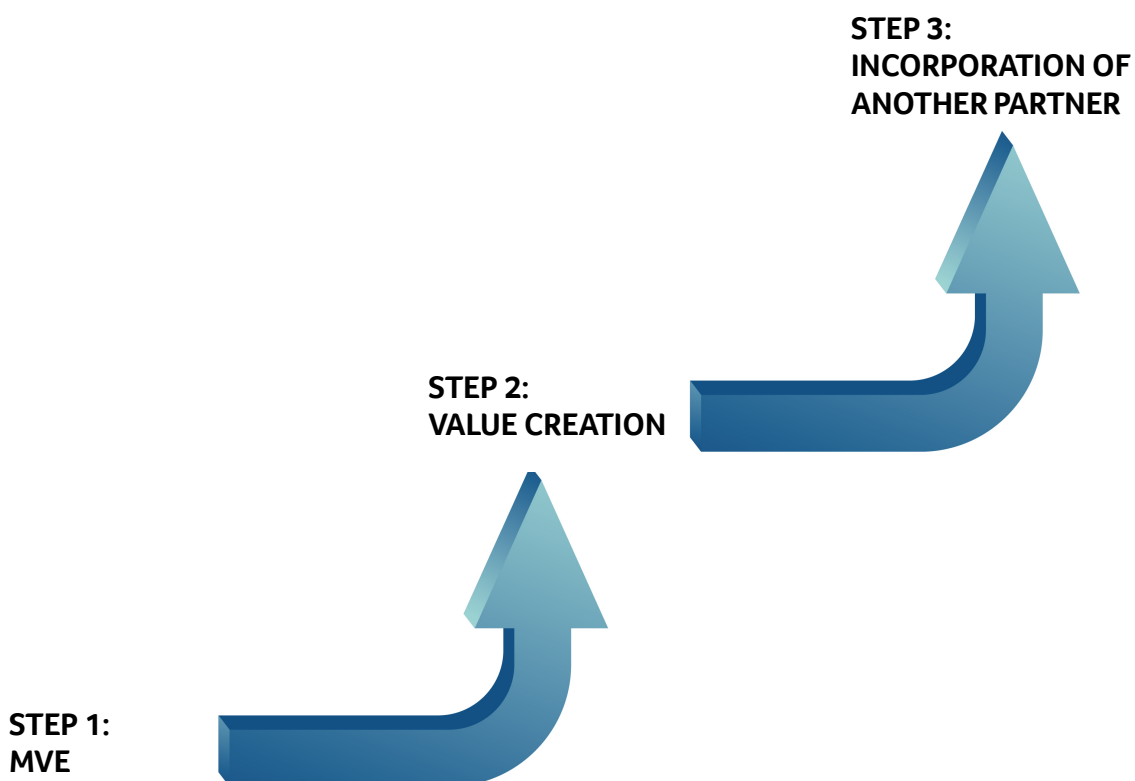 STEP 3:
INCORPORATION OF
ANOTHER PARTNER
STEP 2:
VALUE CREATION
STEP 1:
MVE